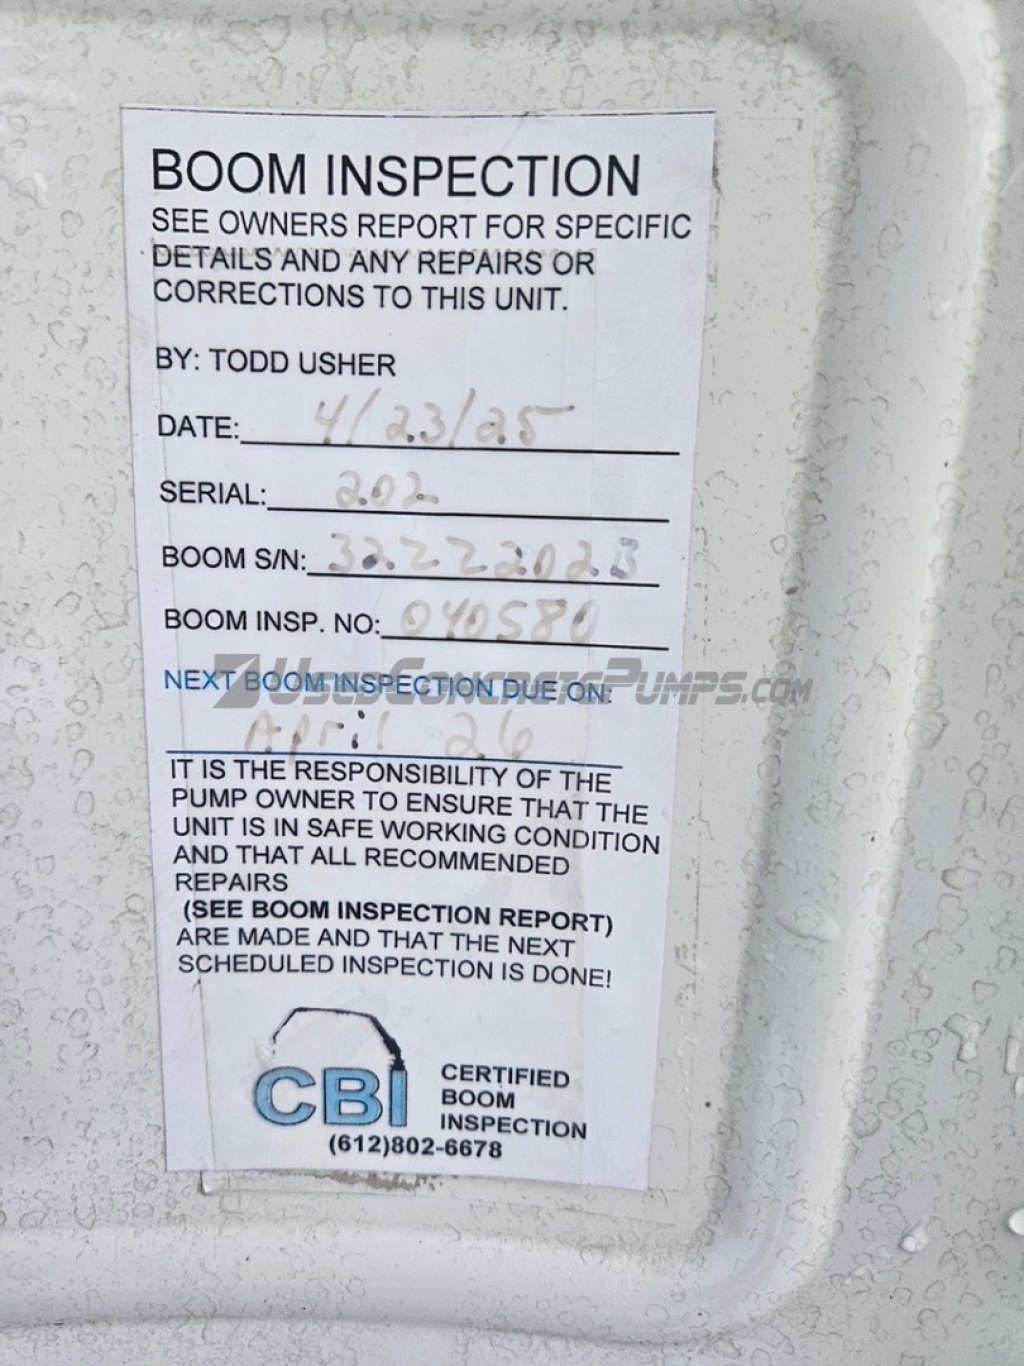 BOOM INSPECTION
SEE OWNERS REPORT FOR SPECIFIC
DETAILS AND ANY REPAIRS OR
CORRECTIONS TO THIS UNIT.
BY: TODD USHER
DATE: 4/23/25
SERIAL: 202
BOOM S/N: 32222023
BOOM INSP. NO: 040580
USEDCONCRETEPUMPS.COM
NEXT BOOM INSPECTION DUE ON:
April 26
IT IS THE RESPONSIBILITY OF THE
PUMP OWNER TO ENSURE THAT THE
UNIT IS IN SAFE WORKING CONDITION
AND THAT ALL RECOMMENDED
REPAIRS
(SEE BOOM INSPECTION REPORT)
ARE MADE AND THAT THE NEXT
SCHEDULED INSPECTION IS DONE!
CBI
CERTIFIED
BOOM
INSPECTION
(612)802-6678